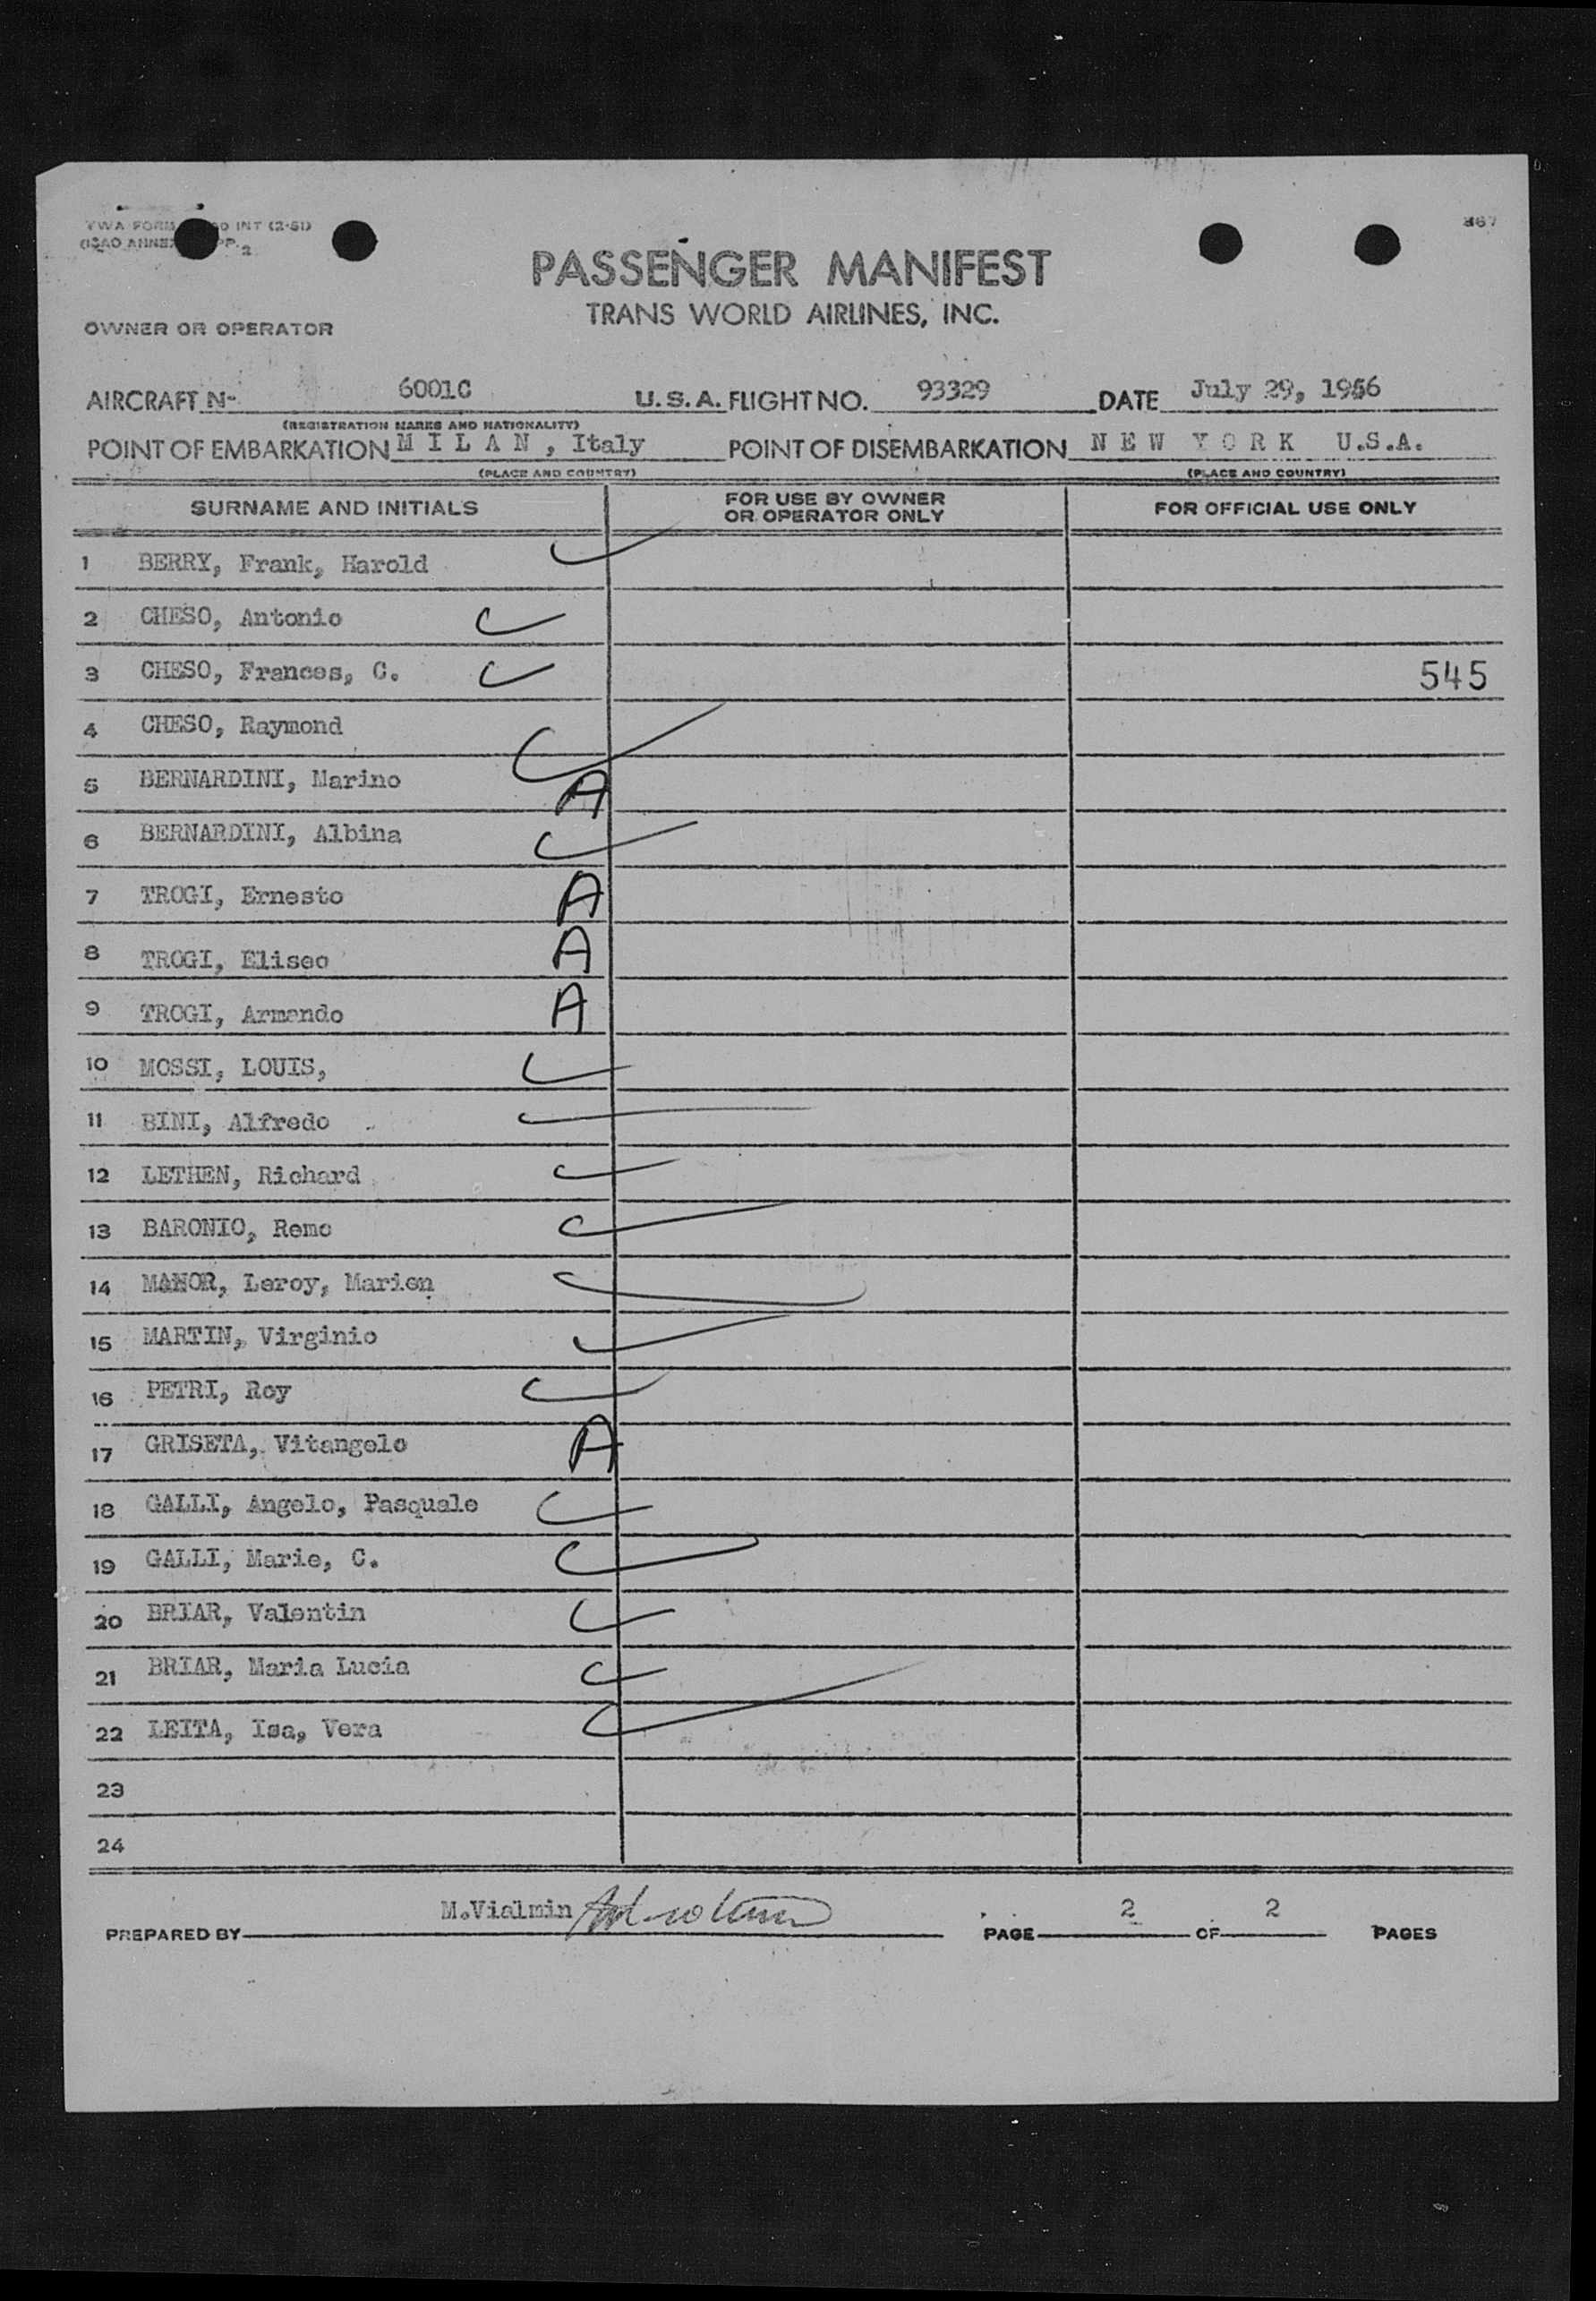 367
OWNER OR OPERATOR
PASSENGER MANIFEST
TRANS WORLD AIRLINES, INC.
AIRCRAFT N- 6001C U.S.A. FLIGHT NO. 93329 DATE July 29, 1956
(REGISTRATION MARKS AND NATIONALITY)
POINT OF EMBARKATION M I L A N , Italy POINT OF DISEMBARKATION N E W Y O R K U.S.A.
(PLACE AND COUNTRY) (PLACE AND COUNTRY)
SURNAME AND INITIALS FOR USE BY OWNER OR OPERATOR ONLY FOR OFFICIAL USE ONLY
1 BERRY, Frank, Harold
2 CHESO, Antonio
3 CHESO, Frances, C. 545
4 CHESO, Raymond
5 BERNARDINI, Marino A
6 BERNARDINI, Albina
7 TROGI, Ernesto A
8 TROGI, Eliseo A
9 TROGI, Armando A
10 MOSSI, LOUIS,
11 BINI, Alfredo
12 LETHEN, Richard
13 BARONIO, Remo
14 MANOR, Leroy, Marien
15 MARTIN, Virginio
16 PETRI, Roy
17 GRISETA, Vitangelo A
18 GALLI, Angelo, Pasquale
19 GALLI, Marie, C.
20 BRIAR, Valentin
21 BRIAR, Maria Lucia
22 LEITA, Isa, Vera
23
24
PREPARED BY M.Vialmin PAGE 2 OF 2 PAGES